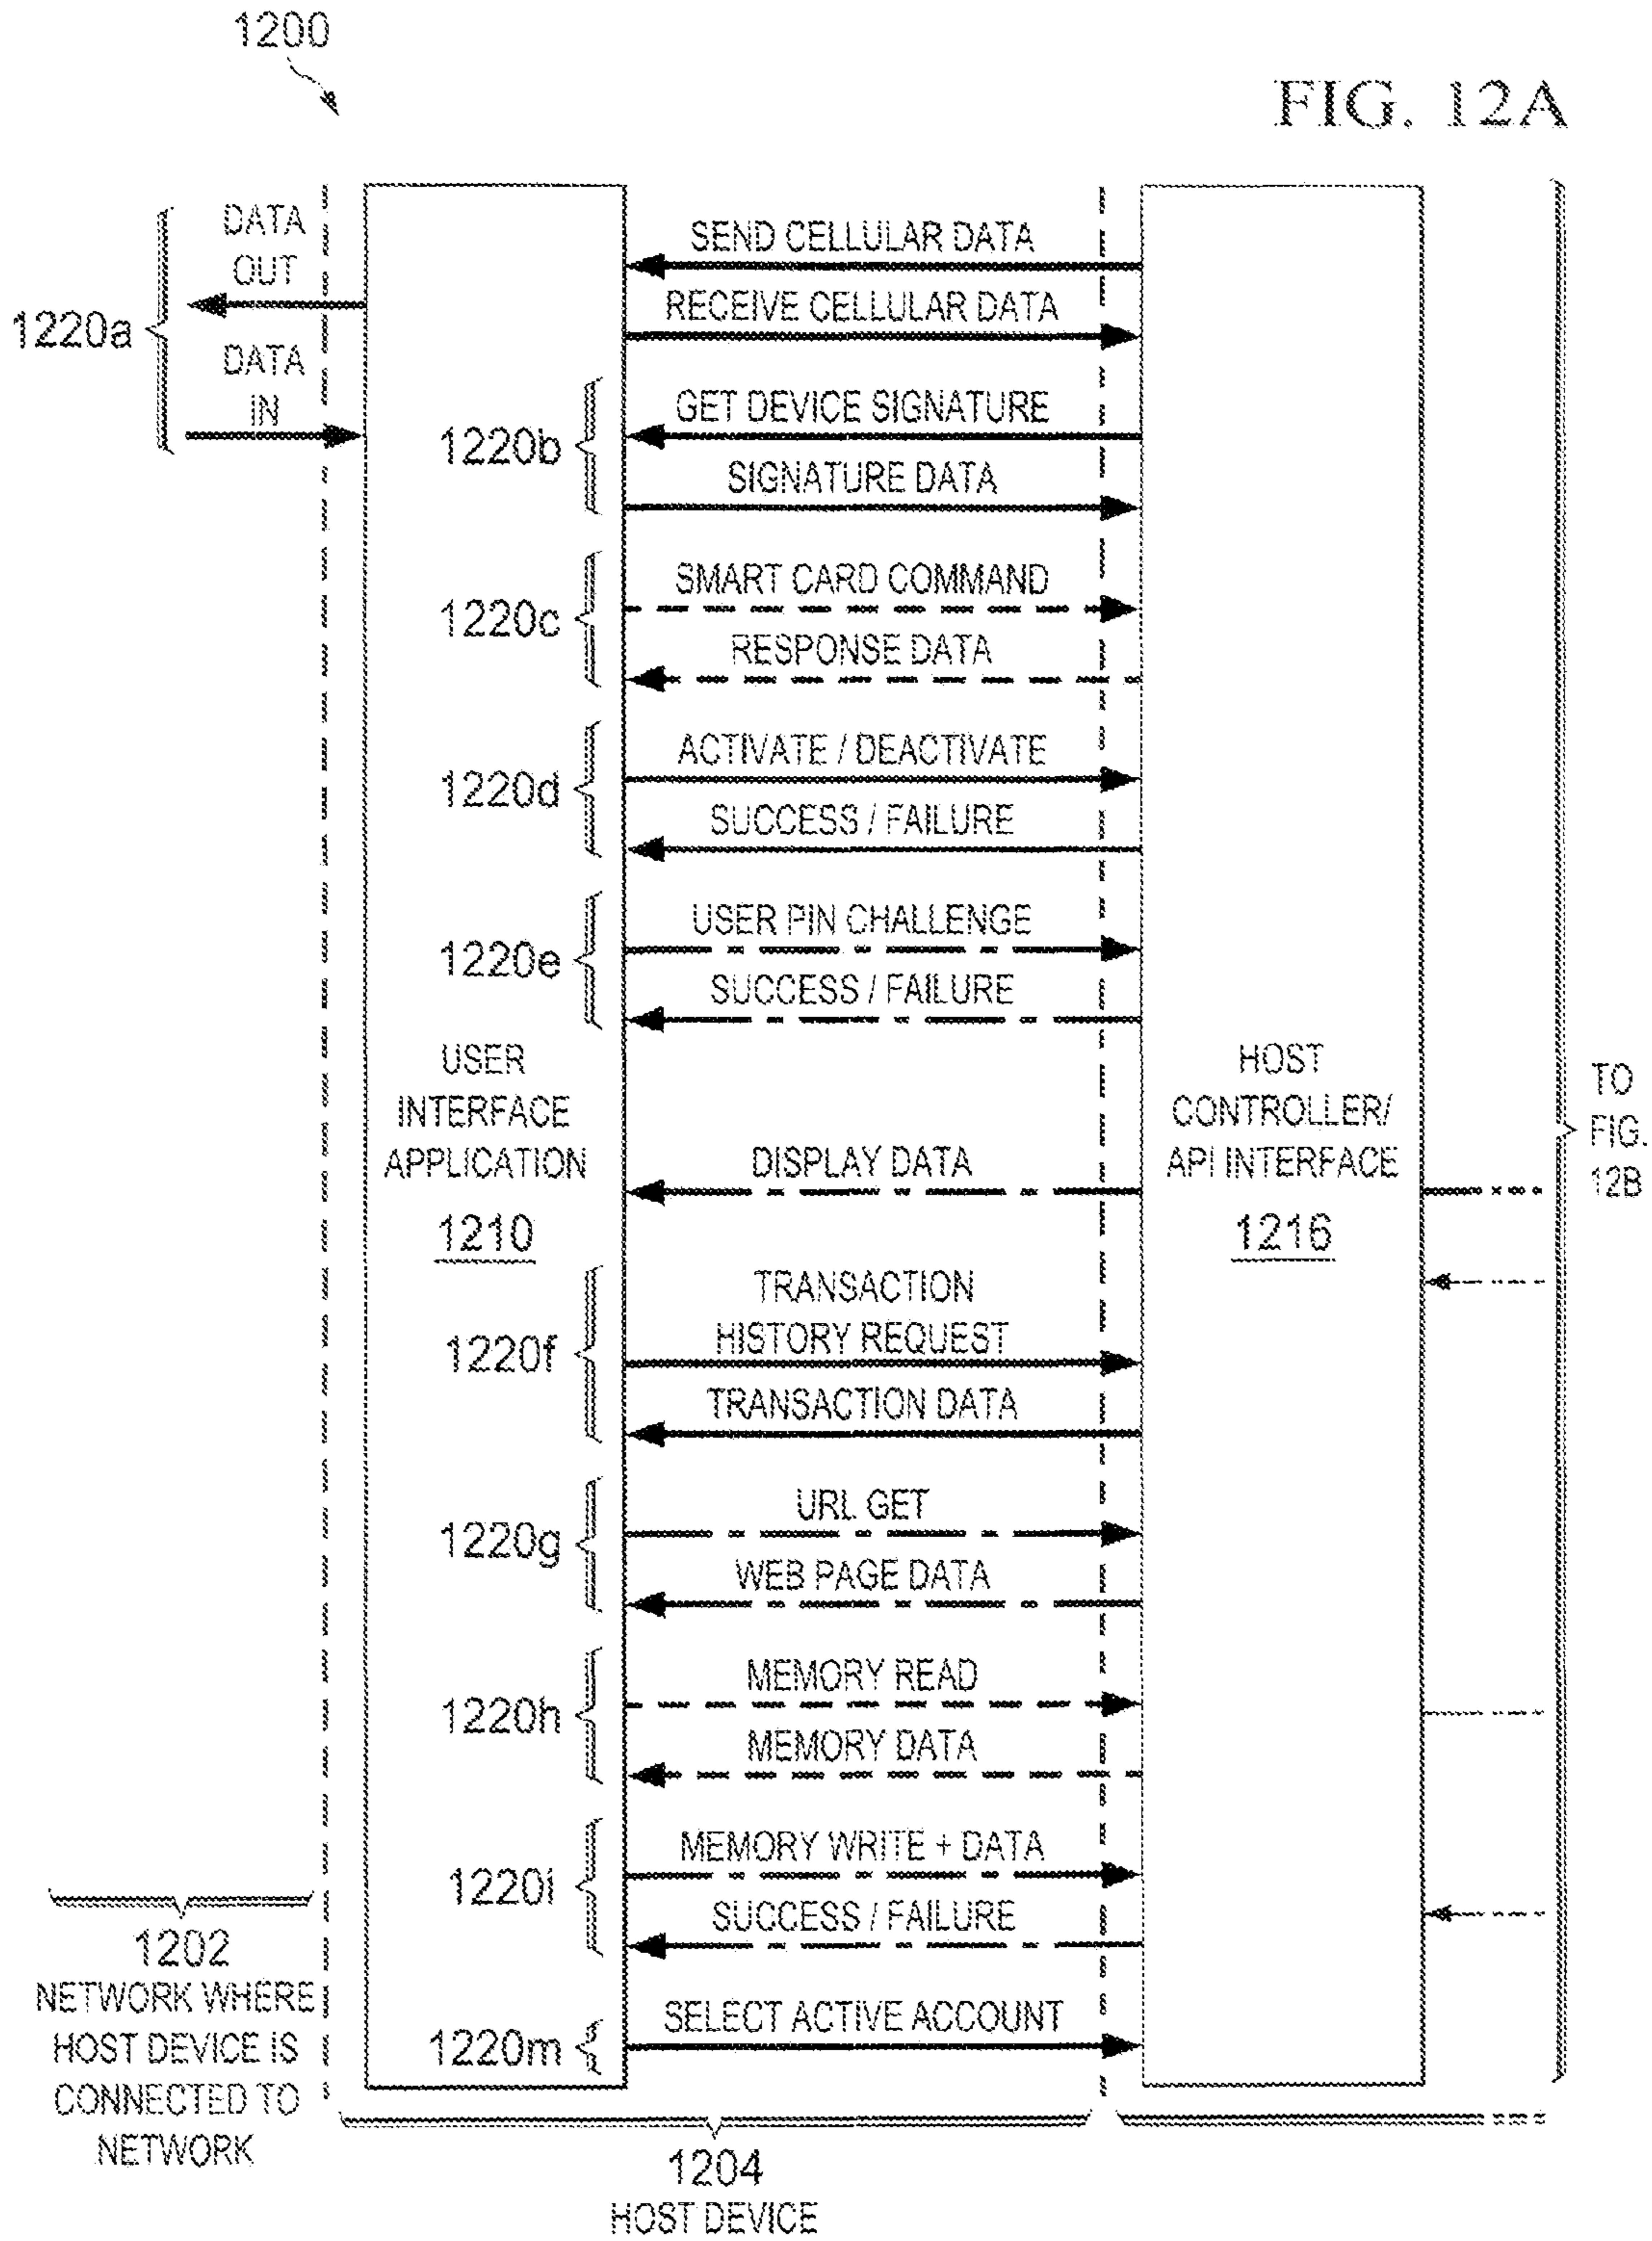 1200
FIG. 12A
DATA
OUT
1220a
DATA
IN
SEND CELLULAR DATA
RECEIVE CELLULAR DATA
1220b
GET DEVICE SIGNATURE
SIGNATURE DATA
1220c
SMART CARD COMMAND
RESPONSE DATA
1220d
ACTIVATE / DEACTIVATE
SUCCESS / FAILURE
1220e
USER PIN CHALLENGE
SUCCESS / FAILURE
USER
INTERFACE
APPLICATION
1210
DISPLAY DATA
HOST
CONTROLLER/
API INTERFACE
1216
TO
FIG.
12B
1220f
TRANSACTION
HISTORY REQUEST
TRANSACTION DATA
1220g
URL GET
WEB PAGE DATA
1220h
MEMORY READ
MEMORY DATA
1220i
MEMORY WRITE + DATA
SUCCESS / FAILURE
1220m
SELECT ACTIVE ACCOUNT
1202
NETWORK WHERE
HOST DEVICE IS
CONNECTED TO
NETWORK
1204
HOST DEVICE